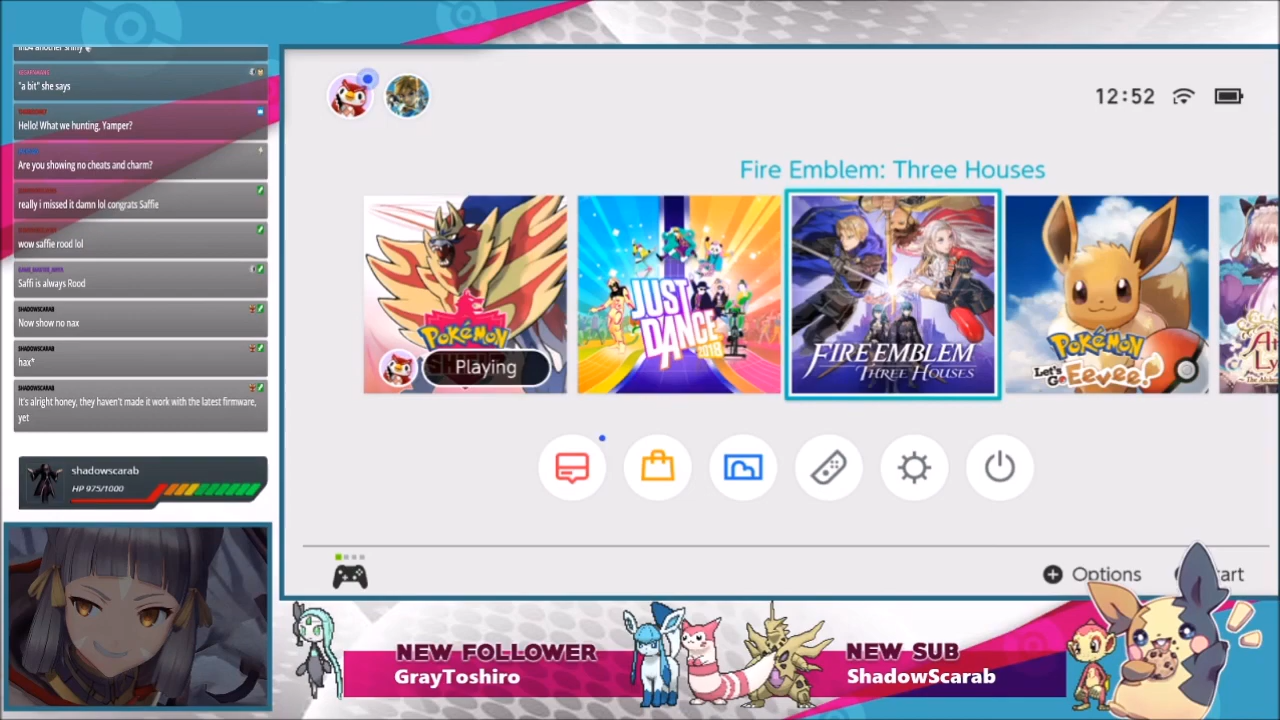 "a bit" she says
Hello! What we hunting, Yamper?
Are you showing no cheats and charm?
really i missed it damn lol congrats Saffie
wow saffie rood lol
Saffi is always Rood
SHADOWSCARAB
Now show no nax
SHADOWSCARAB
hax*
SHADOWSCARAB
It's alright honey, they haven't made it work with the latest firmware,
yet
shadowscarab
HP 975/1000
12:52
Fire Emblem: Three Houses
POKÉMON
Playing
JUST
DANCE
2018
FIRE EMBLEM
THREE HOUSES
POKÉMON
Let's Go Eevee!
Options
NEW FOLLOWER
GrayToshiro
NEW SUB
ShadowScarab